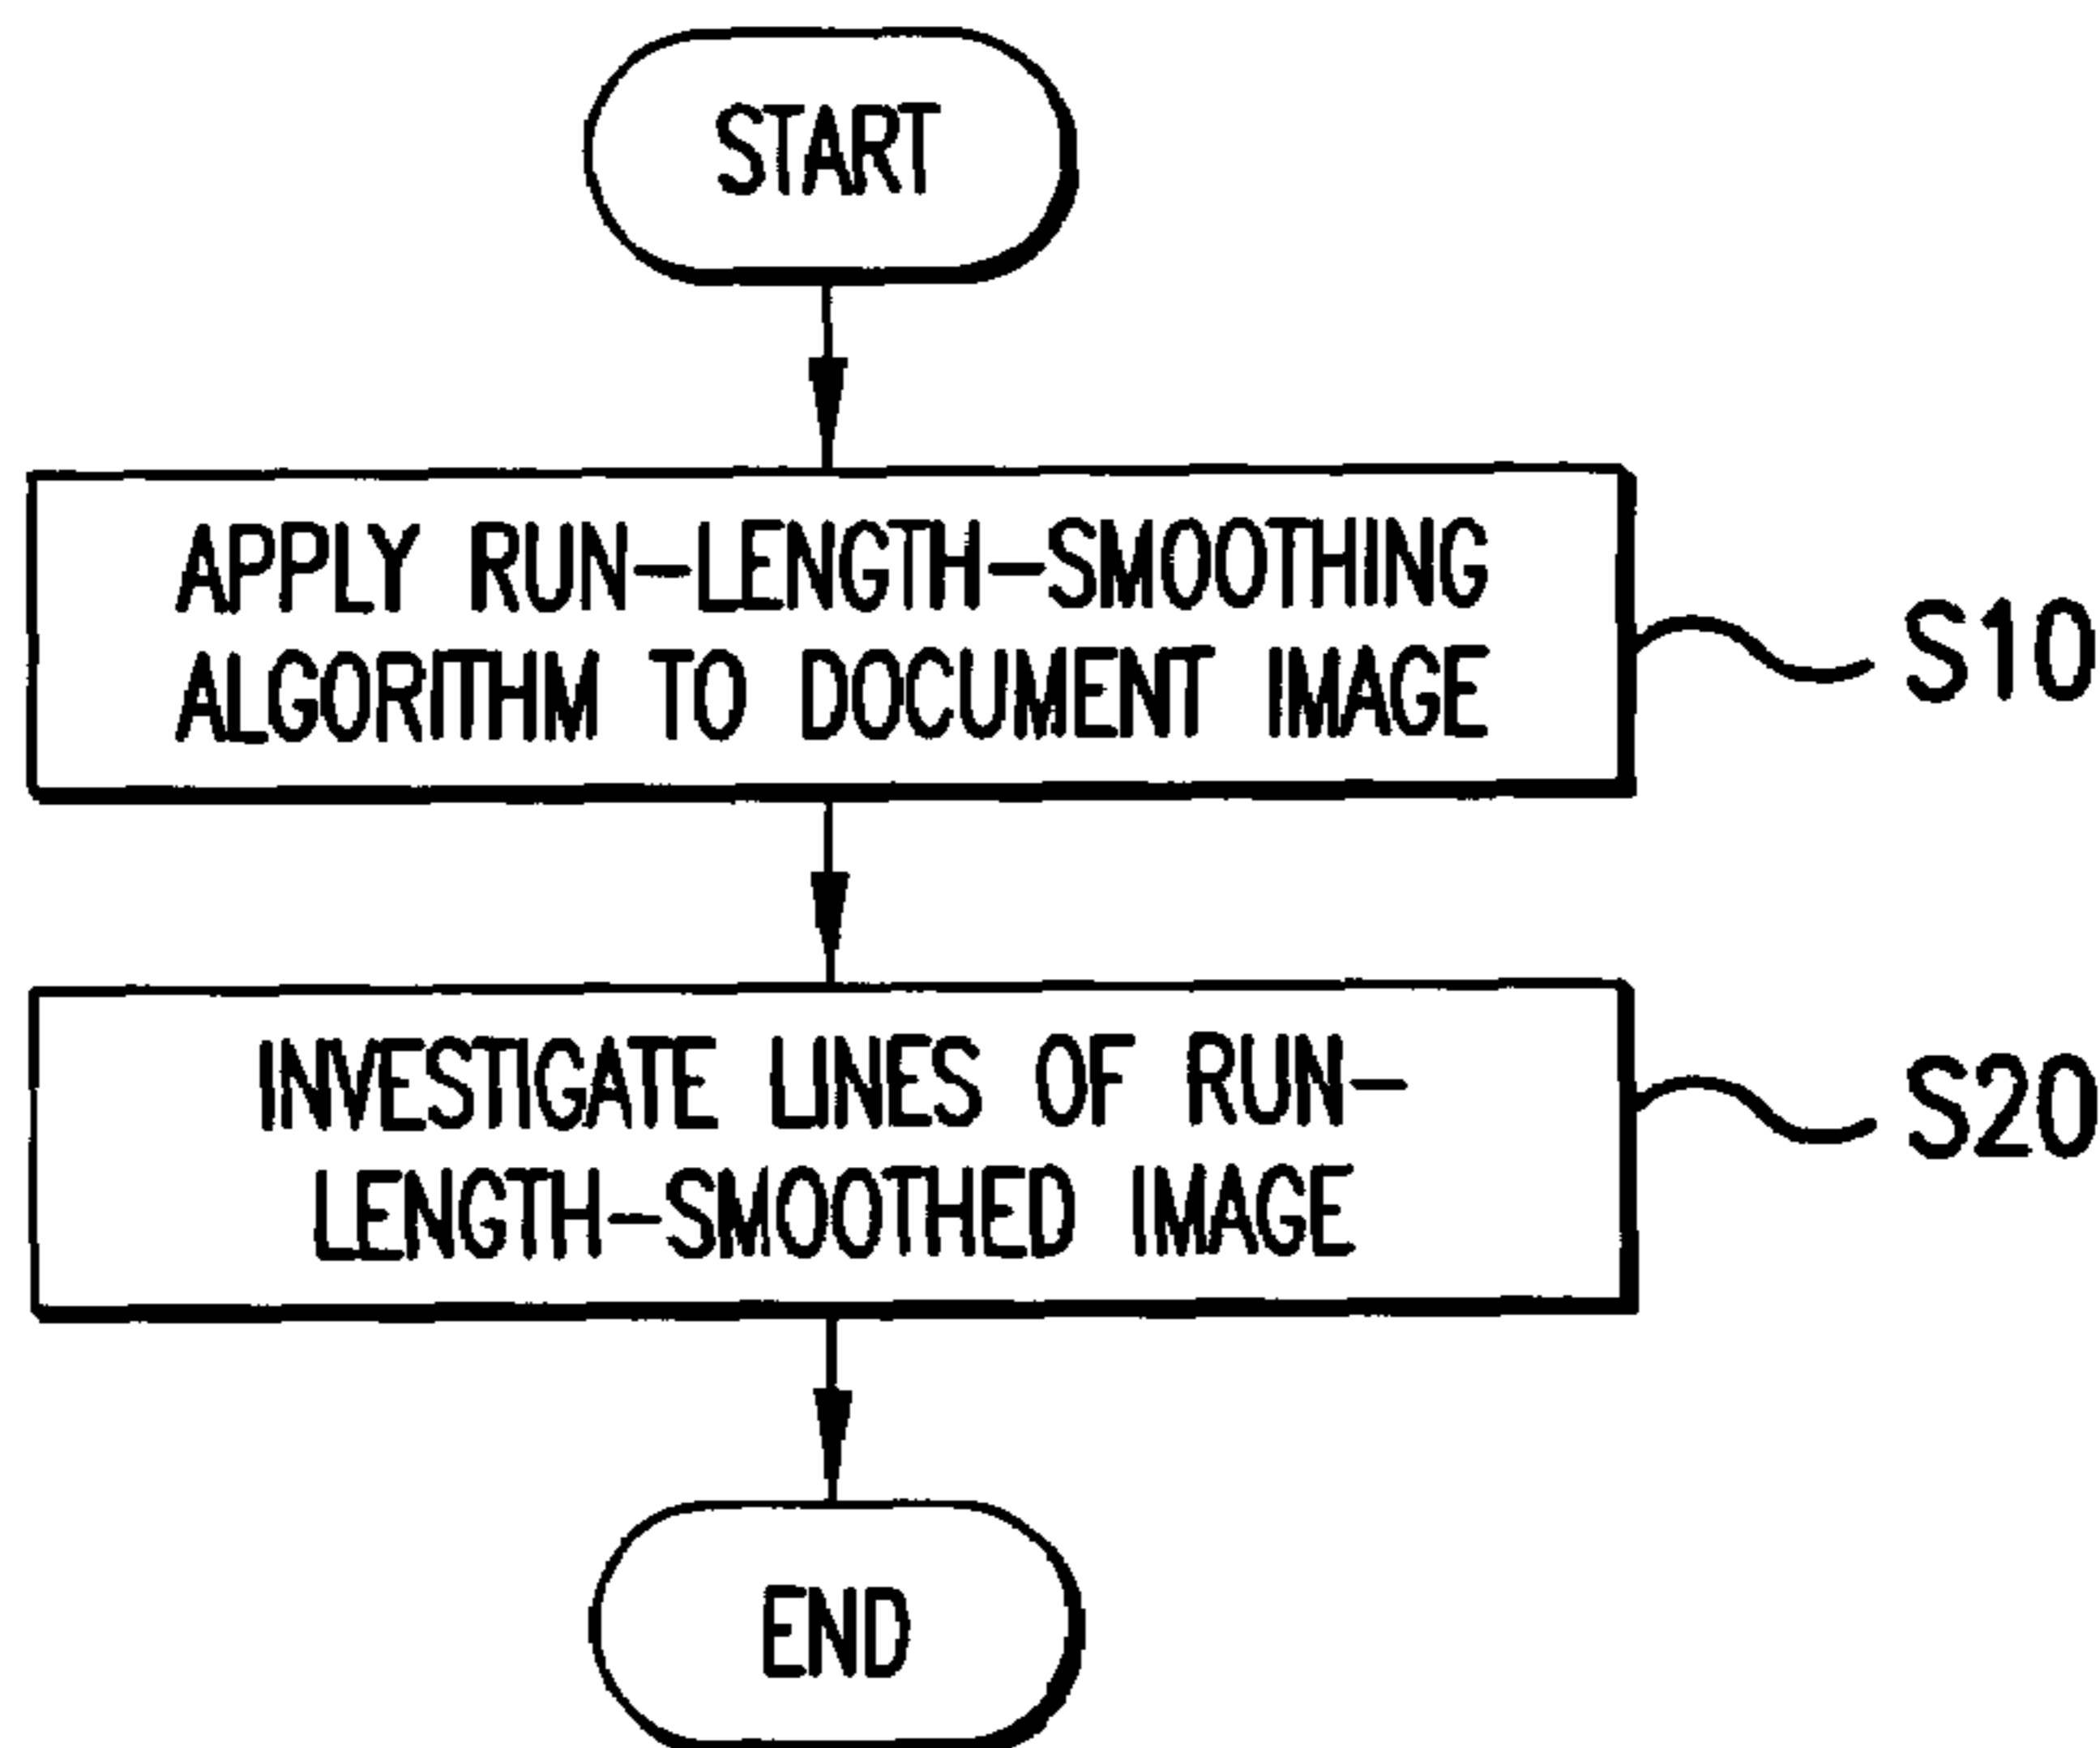 START
APPLY RUN-LENGTH-SMOOTHING
ALGORITHM TO DOCUMENT IMAGE
S10
INVESTIGATE LINES OF RUN-
LENGTH-SMOOTHED IMAGE
S20
END